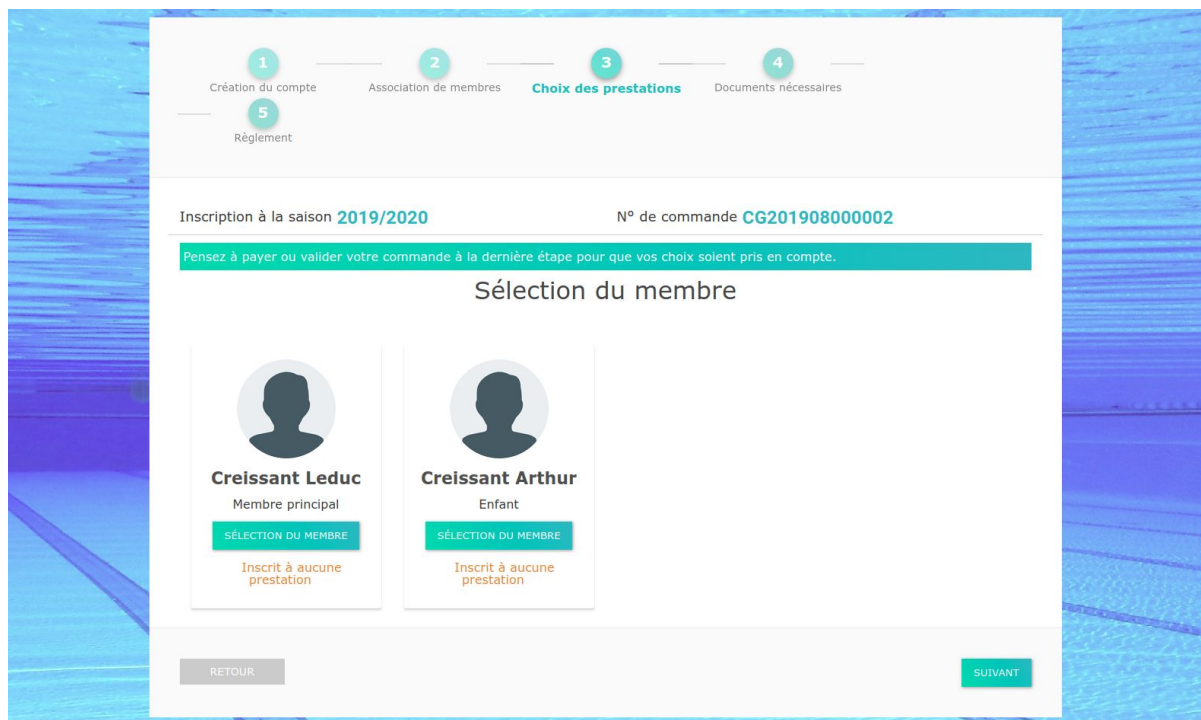 1
2
3
4
Création du compte
Association de membres
Choix des prestations
Documents nécessaires
5
Règlement
Inscription à la saison 2019/2020
N° de commande CG201908000002
Pensez à payer ou valider votre commande à la dernière étape pour que vos choix soient pris en compte.
Sélection du membre
Creissant Leduc
Membre principal
SÉLECTION DU MEMBRE
Inscrit à aucune
prestation
Creissant Arthur
Enfant
SÉLECTION DU MEMBRE
Inscrit à aucune
prestation
RETOUR
SUIVANT